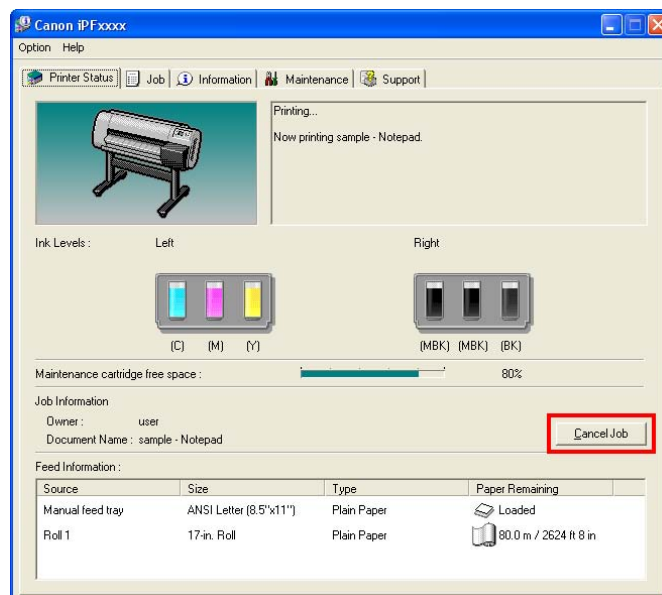 Canon iPFxxxx
Option Help
Printer Status Job Information Maintenance Support
Printing...
Now printing sample - Notepad.
Ink Levels : Left Right
(C) (M) (Y) (MBK) (MBK) (BK)
Maintenance cartridge free space : 80%
Job Information
Owner : user
Document Name : sample - Notepad
Cancel Job
Feed Information :
Source Size Type Paper Remaining
Manual feed tray ANSI Letter (8.5"x11") Plain Paper Loaded
Roll 1 17-in. Roll Plain Paper 80.0 m / 2624 ft 8 in